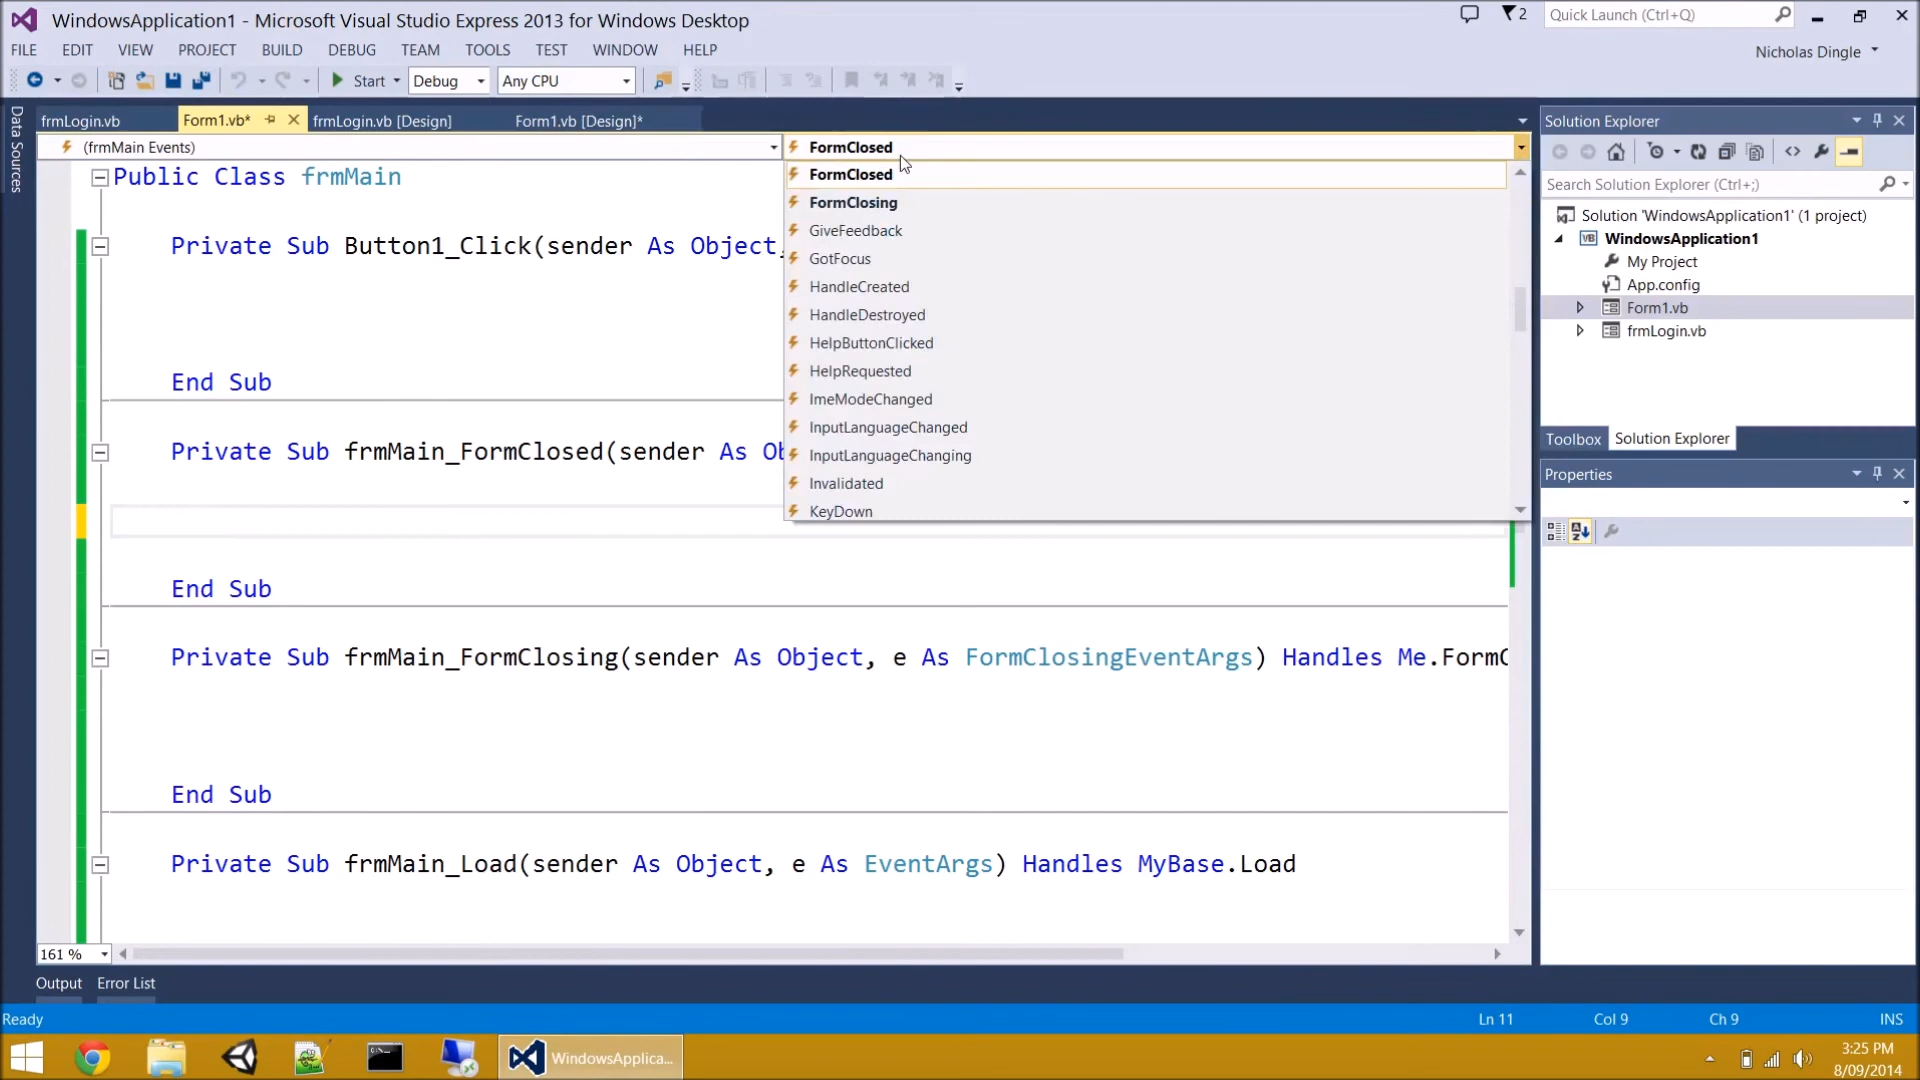 WindowsApplication1 - Microsoft Visual Studio Express 2013 for Windows Desktop
2
Quick Launch (Ctrl+Q)
FILE EDIT VIEW PROJECT BUILD DEBUG TEAM TOOLS TEST WINDOW HELP
Nicholas Dingle
Start Debug Any CPU
Data Sources
frmLogin.vb Form1.vb* frmLogin.vb [Design] Form1.vb [Design]*
(frmMain Events) FormClosed
Public Class frmMain
Private Sub Button1_Click(sender As Object,
End Sub
Private Sub frmMain_FormClosed(sender As Ob
End Sub
Private Sub frmMain_FormClosing(sender As Object, e As FormClosingEventArgs) Handles Me.FormC
End Sub
Private Sub frmMain_Load(sender As Object, e As EventArgs) Handles MyBase.Load
FormClosed
FormClosing
GiveFeedback
GotFocus
HandleCreated
HandleDestroyed
HelpButtonClicked
HelpRequested
ImeModeChanged
InputLanguageChanged
InputLanguageChanging
Invalidated
KeyDown
161 %
Solution Explorer
Search Solution Explorer (Ctrl+;)
Solution 'WindowsApplication1' (1 project)
VB WindowsApplication1
My Project
App.config
Form1.vb
frmLogin.vb
Toolbox Solution Explorer
Properties
Output Error List
Ready Ln 11 Col 9 Ch 9 INS
WindowsApplica...
3:25 PM
8/09/2014